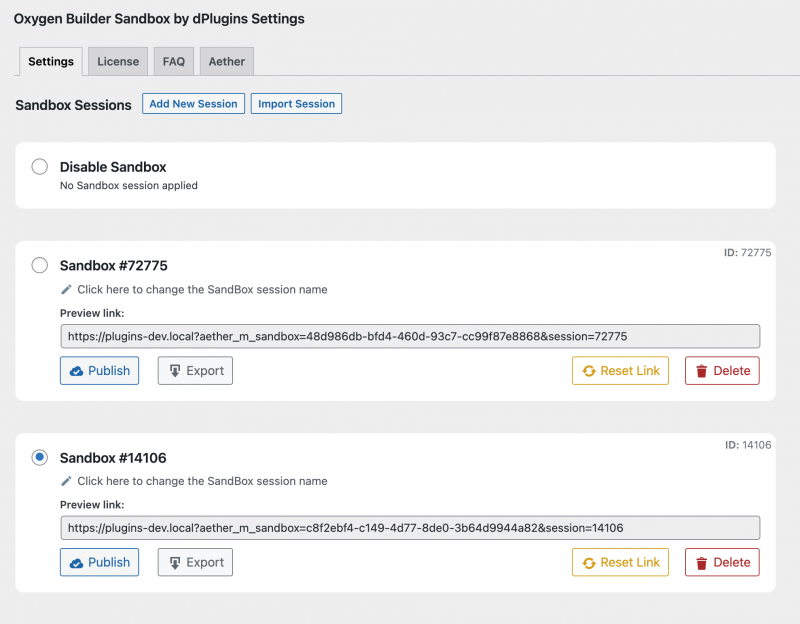 Oxygen Builder Sandbox by dPlugins Settings
Settings License FAQ Aether
Sandbox Sessions Add New Session Import Session
Disable Sandbox
No Sandbox session applied
ID: 72775
Sandbox #72775
Click here to change the SandBox session name
Preview link:
https://plugins-dev.local?aether_m_sandbox=48d986db-bfd4-460d-93c7-cc99f87e8868&session=72775
Publish Export Reset Link Delete
ID: 14106
Sandbox #14106
Click here to change the SandBox session name
Preview link:
https://plugins-dev.local?aether_m_sandbox=c8f2ebf4-c149-4d77-8de0-3b64d9944a82&session=14106
Publish Export Reset Link Delete